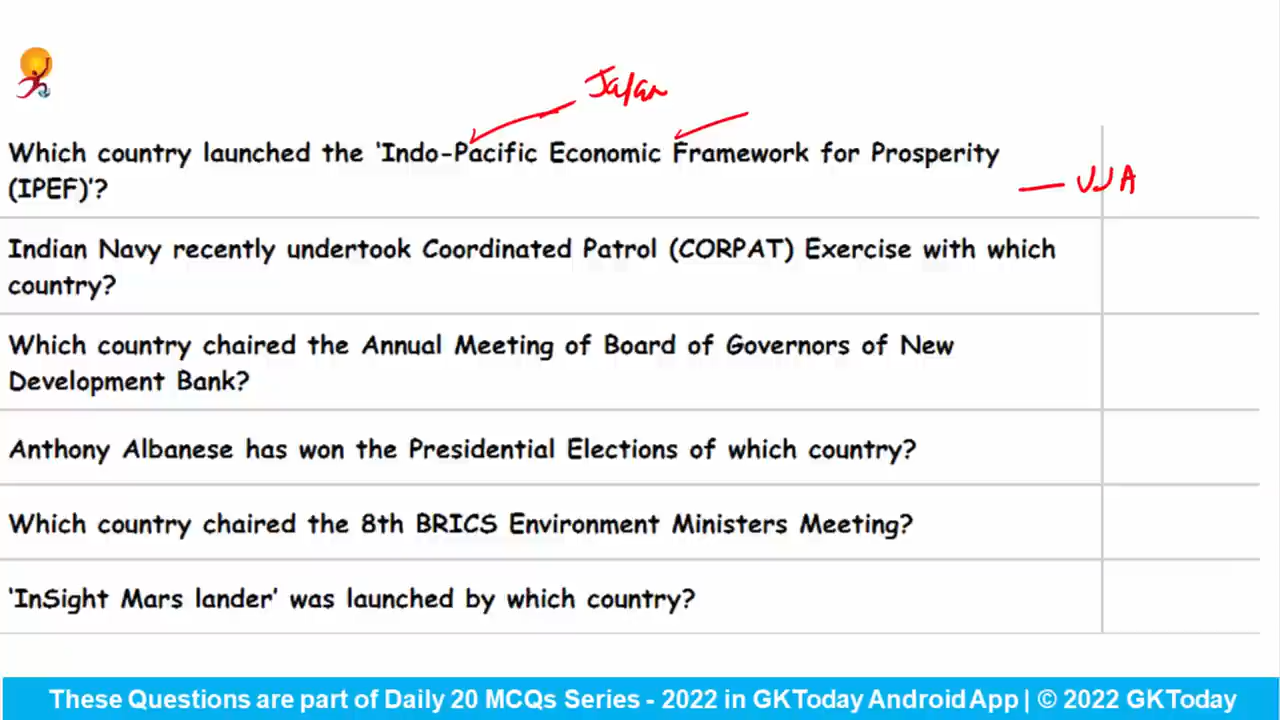 Japan
Which country launched the 'Indo-Pacific Economic Framework for Prosperity
(IPEF)'?
— USA
Indian Navy recently undertook Coordinated Patrol (CORPAT) Exercise with which
country?
Which country chaired the Annual Meeting of Board of Governors of New
Development Bank?
Anthony Albanese has won the Presidential Elections of which country?
Which country chaired the 8th BRICS Environment Ministers Meeting?
'InSight Mars lander' was launched by which country?
These Questions are part of Daily 20 MCQs Series - 2022 in GKToday Android App | © 2022 GKToday